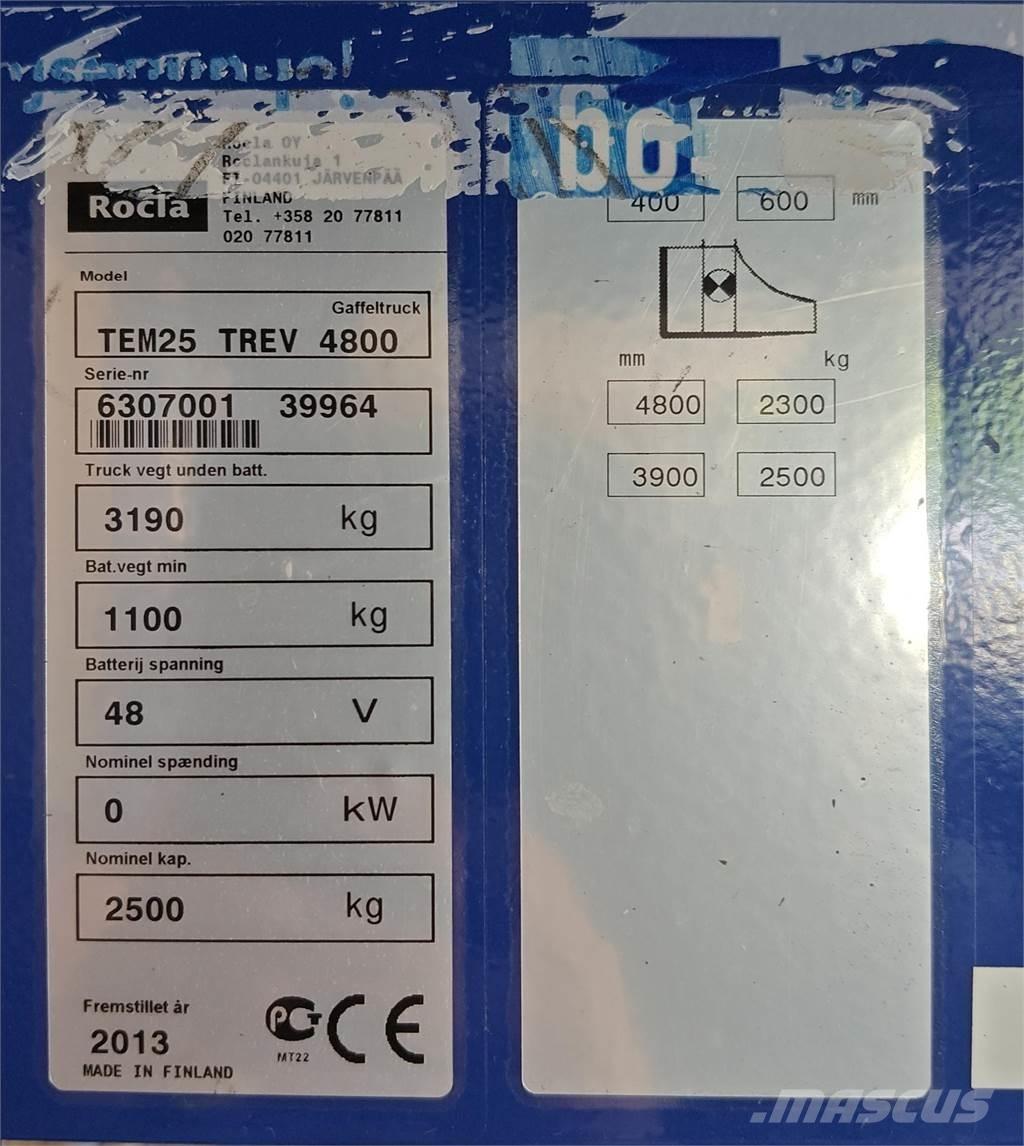 Rocla OY
Roclankuja 1
FI-04401 JÄRVENPÄÄ
FINLAND
Rocla
Tel. +358 20 77811
020 77811
Model
Gaffeltruck
TEM25 TREV 4800
Serie-nr
6307001 39964
Truck vegt unden batt.
3190 kg
Bat.vegt min
1100 kg
Batterij spanning
48 V
Nominel spænding
0 kW
Nominel kap.
2500 kg
Fremstillet år
2013
MADE IN FINLAND
PCT CE
MT22
400 600 mm
mm kg
4800 2300
3900 2500
.MASCUS